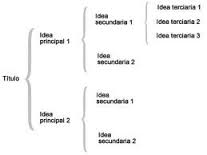 Título
Idea
principal 1
Idea
secundaria 1
Idea terciaria 1
Idea terciaria 2
Idea terciaria 3
Idea
secundaria 2
Idea
principal 2
Idea
secundaria 1
Idea
secundaria 2